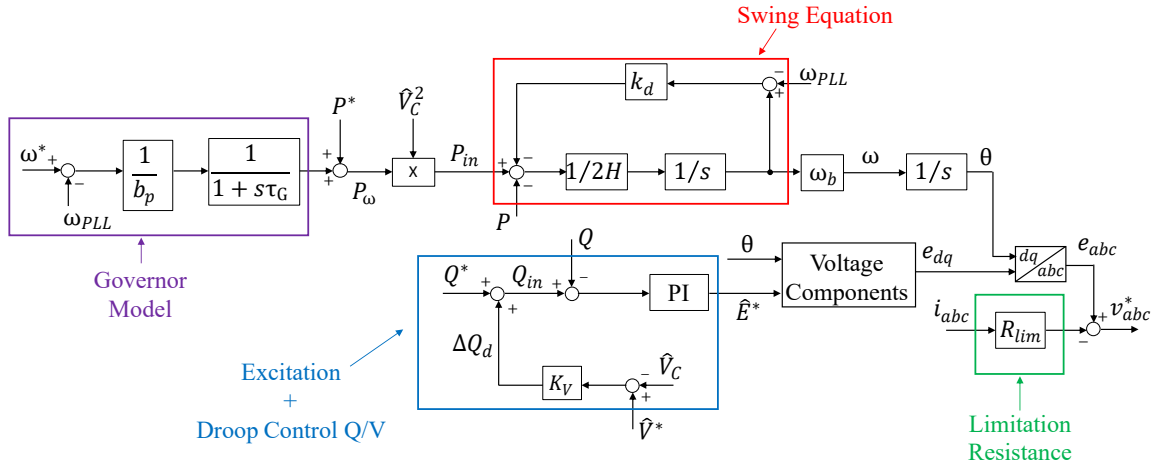 Swing Equation
k_d
−
+
ω_PLL
P*
V̂_C^2
ω*
+
−
ω_PLL
1
b_p
1
1 + sτ_G
+
+
P_ω
x
P_in
+
−
−
P
1/2H
1/s
ω_b
ω
1/s
θ
Governor
Model
Q*
+
+
Q_in
Q
+
−
PI
Ê*
θ
Voltage
Components
e_dq
dq
abc
e_abc
ΔQ_d
K_V
−
+
V̂_C
V̂*
i_abc
R_lim
+
−
v*_abc
Excitation
+
Droop Control Q/V
Limitation
Resistance